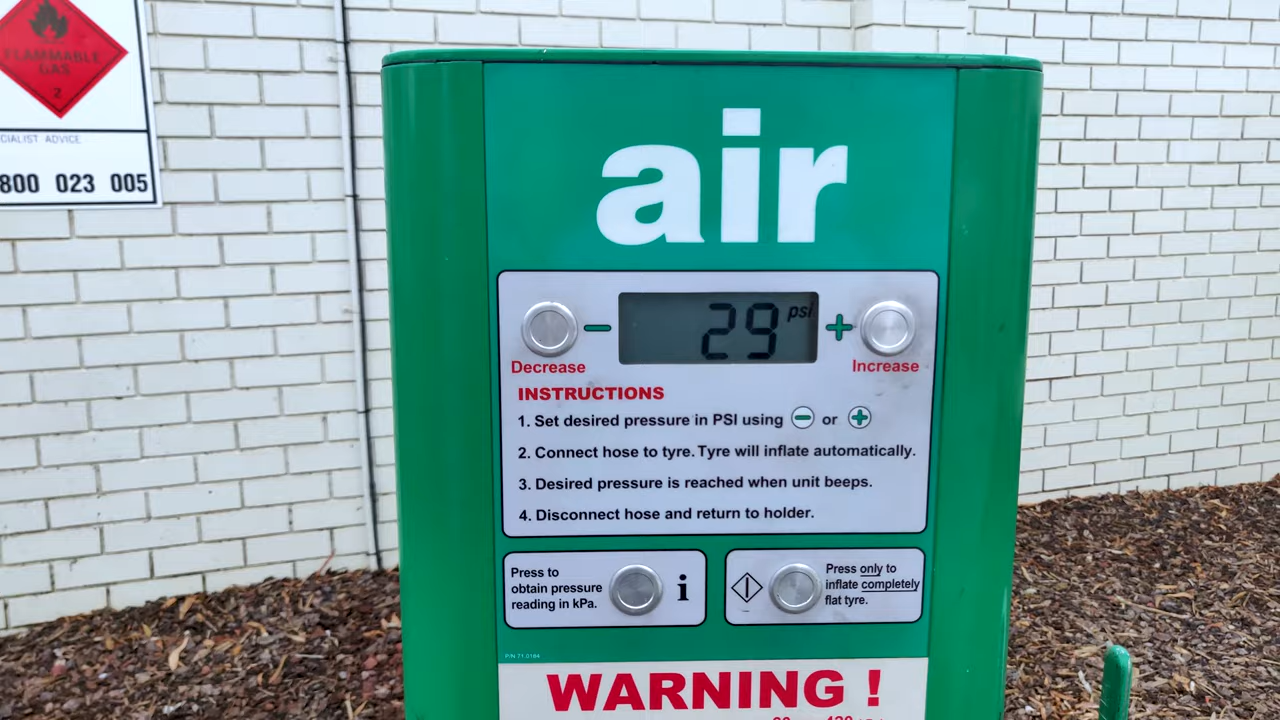 FLAMMABLE
GAS
2
CIALIST ADVICE
800 023 005
air
29 psi
Decrease
Increase
INSTRUCTIONS
1. Set desired pressure in PSI using − or +
2. Connect hose to tyre. Tyre will inflate automatically.
3. Desired pressure is reached when unit beeps.
4. Disconnect hose and return to holder.
Press to
obtain pressure
reading in kPa.
i
Press only to
inflate completely
flat tyre.
P/N 71.0184
WARNING !